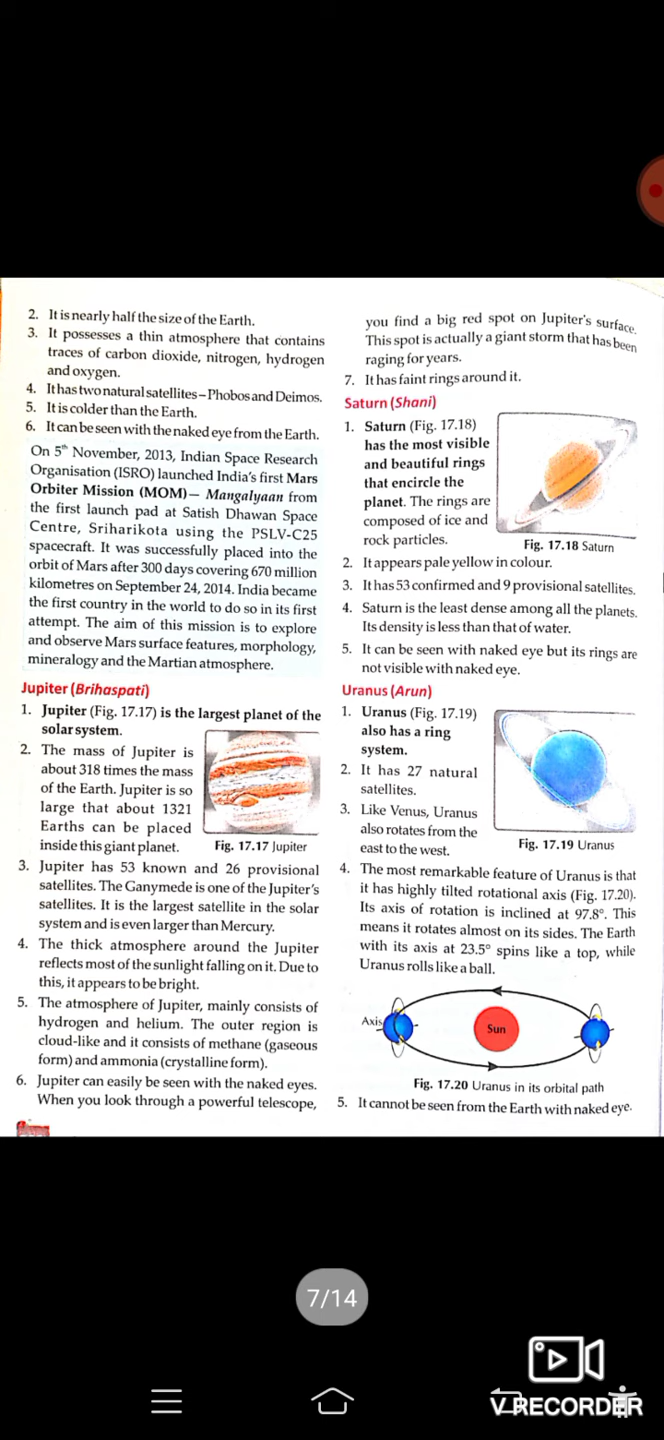 2. It is nearly half the size of the Earth.
3. It possesses a thin atmosphere that contains
traces of carbon dioxide, nitrogen, hydrogen
and oxygen.
4. It has two natural satellites – Phobos and Deimos.
5. It is colder than the Earth.
6. It can be seen with the naked eye from the Earth.
On 5th November, 2013, Indian Space Research
Organisation (ISRO) launched India's first Mars
Orbiter Mission (MOM)— Mangalyaan from
the first launch pad at Satish Dhawan Space
Centre, Sriharikota using the PSLV-C25
spacecraft. It was successfully placed into the
orbit of Mars after 300 days covering 670 million
kilometres on September 24, 2014. India became
the first country in the world to do so in its first
attempt. The aim of this mission is to explore
and observe Mars surface features, morphology,
mineralogy and the Martian atmosphere.
Jupiter (Brihaspati)
1. Jupiter (Fig. 17.17) is the largest planet of the
solar system.
2. The mass of Jupiter is
about 318 times the mass
of the Earth. Jupiter is so
large that about 1321
Earths can be placed
inside this giant planet.
Fig. 17.17 Jupiter
3. Jupiter has 53 known and 26 provisional
satellites. The Ganymede is one of the Jupiter's
satellites. It is the largest satellite in the solar
system and is even larger than Mercury.
4. The thick atmosphere around the Jupiter
reflects most of the sunlight falling on it. Due to
this, it appears to be bright.
5. The atmosphere of Jupiter, mainly consists of
hydrogen and helium. The outer region is
cloud-like and it consists of methane (gaseous
form) and ammonia (crystalline form).
6. Jupiter can easily be seen with the naked eyes.
When you look through a powerful telescope,
you find a big red spot on Jupiter's surface.
This spot is actually a giant storm that has been
raging for years.
7. It has faint rings around it.
Saturn (Shani)
1. Saturn (Fig. 17.18)
has the most visible
and beautiful rings
that encircle the
planet. The rings are
composed of ice and
rock particles.
Fig. 17.18 Saturn
2. It appears pale yellow in colour.
3. It has 53 confirmed and 9 provisional satellites.
4. Saturn is the least dense among all the planets.
Its density is less than that of water.
5. It can be seen with naked eye but its rings are
not visible with naked eye.
Uranus (Arun)
1. Uranus (Fig. 17.19)
also has a ring
system.
2. It has 27 natural
satellites.
3. Like Venus, Uranus
also rotates from the
east to the west.
Fig. 17.19 Uranus
4. The most remarkable feature of Uranus is that
it has highly tilted rotational axis (Fig. 17.20).
Its axis of rotation is inclined at 97.8°. This
means it rotates almost on its sides. The Earth
with its axis at 23.5° spins like a top, while
Uranus rolls like a ball.
Axis
Sun
Fig. 17.20 Uranus in its orbital path
5. It cannot be seen from the Earth with naked eye.
7/14
V RECORDER